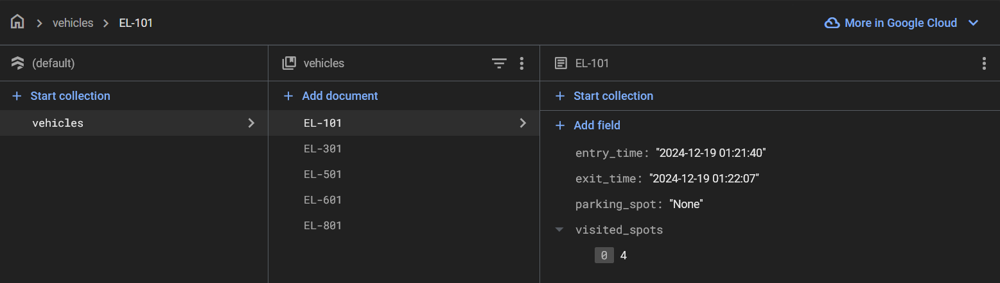 vehicles
EL-101
More in Google Cloud
(default)
vehicles
EL-101
Start collection
Add document
Start collection
vehicles
EL-101
Add field
EL-301
entry_time: "2024-12-19 01:21:40"
EL-501
exit_time: "2024-12-19 01:22:07"
EL-601
parking_spot: "None"
EL-801
visited_spots
0 4